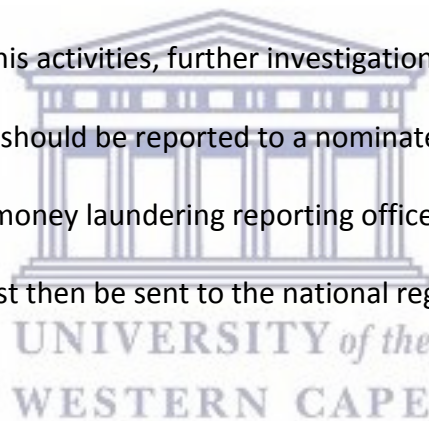 his activities, further investigation
should be reported to a nominate
money laundering reporting office
st then be sent to the national reg
UNIVERSITY of the
WESTERN CAPE